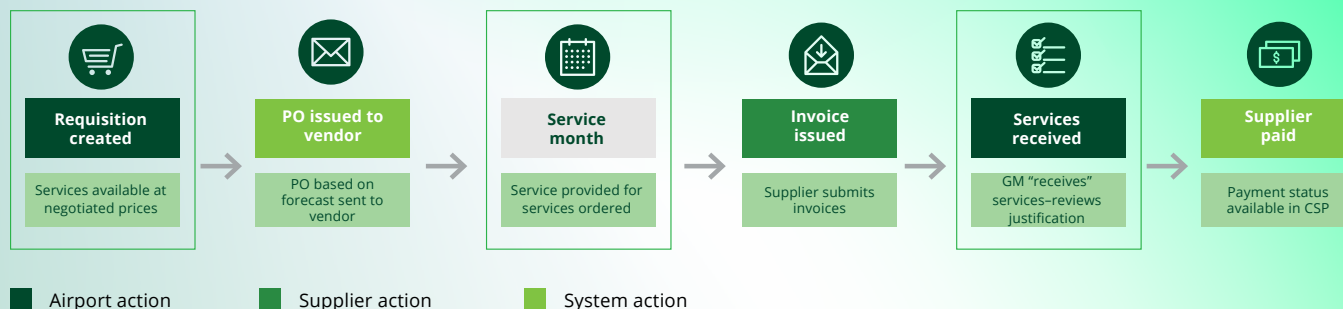 Requisition
created
Services available at
negotiated prices
PO issued to
vendor
PO based on
forecast sent to
vendor
Service
month
Service provided for
services ordered
Invoice
issued
Supplier submits
invoices
Services
received
GM “receives”
services–reviews
justification
Supplier
paid
Payment status
available in CSP
$
Airport action
Supplier action
System action